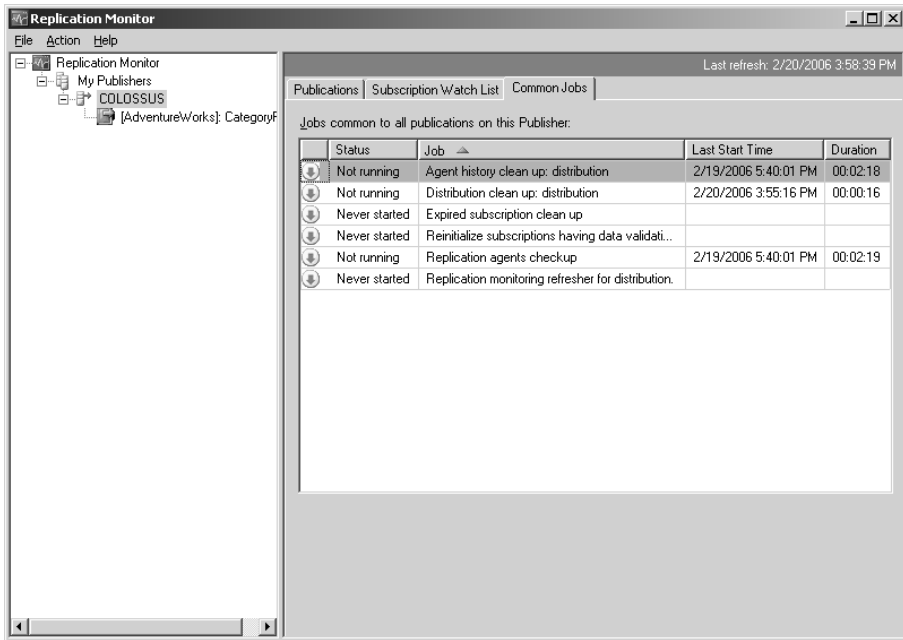 Replication Monitor
File Action Help
Replication Monitor
My Publishers
COLOSSUS
[AdventureWorks]: CategoryF
Last refresh: 2/20/2006 3:58:39 PM
Publications Subscription Watch List Common Jobs
Jobs common to all publications on this Publisher:
Status Job Last Start Time Duration
Not running Agent history clean up: distribution 2/19/2006 5:40:01 PM 00:02:18
Not running Distribution clean up: distribution 2/20/2006 3:55:16 PM 00:00:16
Never started Expired subscription clean up
Never started Reinitialize subscriptions having data validati...
Not running Replication agents checkup 2/19/2006 5:40:01 PM 00:02:19
Never started Replication monitoring refresher for distribution.